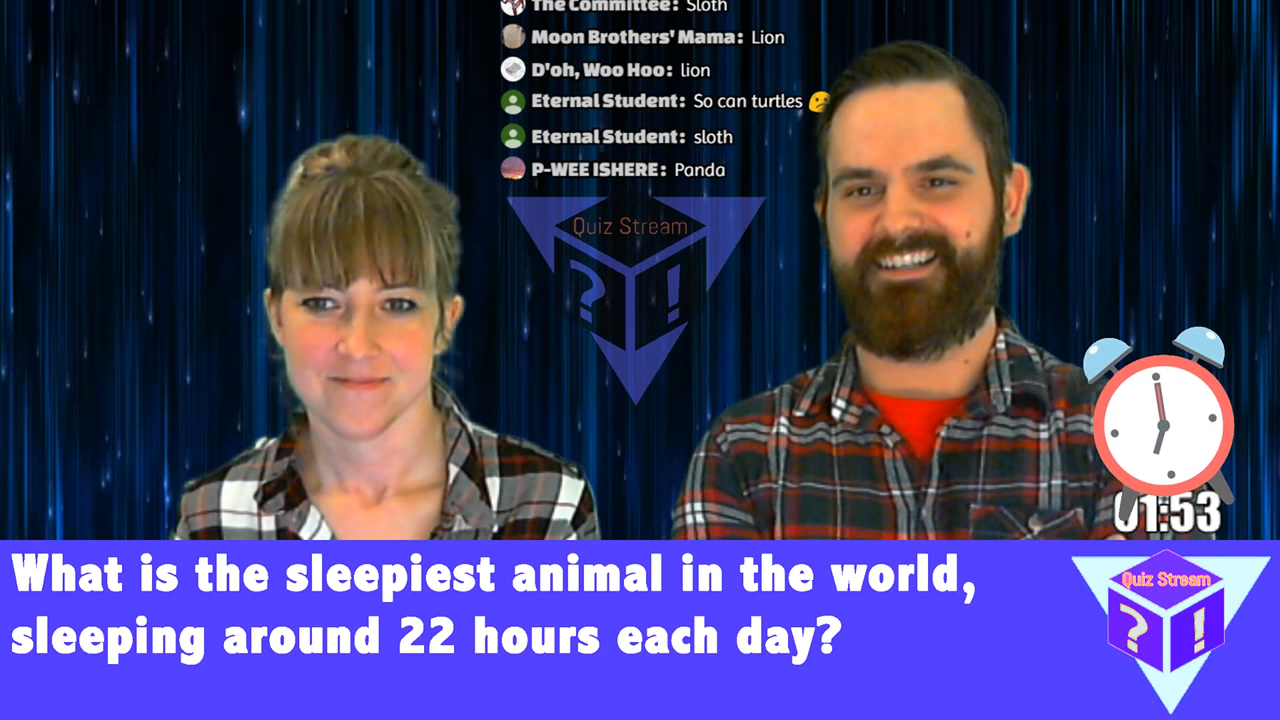 The Committee: Sloth
Moon Brothers' Mama: Lion
D'oh, Woo Hoo: lion
Eternal Student: So can turtles 😕
Eternal Student: sloth
P-WEE ISHERE: Panda
Quiz Stream
? !
01:53
What is the sleepiest animal in the world,
sleeping around 22 hours each day?
Quiz Stream
? !